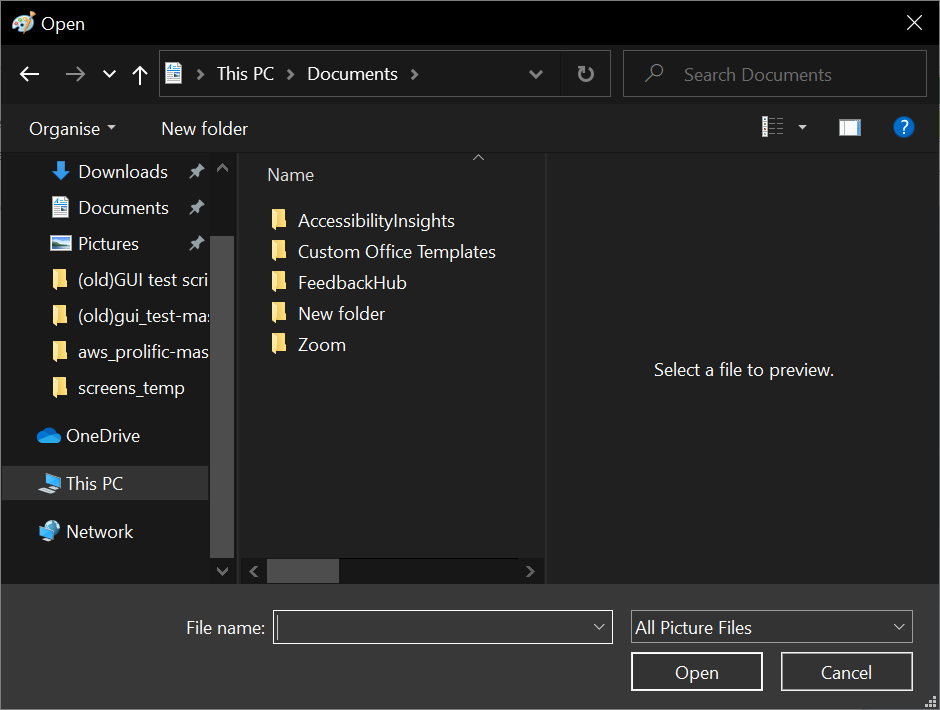 Open
This PC
Documents
Search Documents
Organise
New folder
?
Downloads
Documents
Pictures
(old)GUI test scri
(old)gui_test-mas
aws_prolific-mas
screens_temp
OneDrive
This PC
Network
Name
AccessibilityInsights
Custom Office Templates
FeedbackHub
New folder
Zoom
Select a file to preview.
File name:
All Picture Files
Open
Cancel